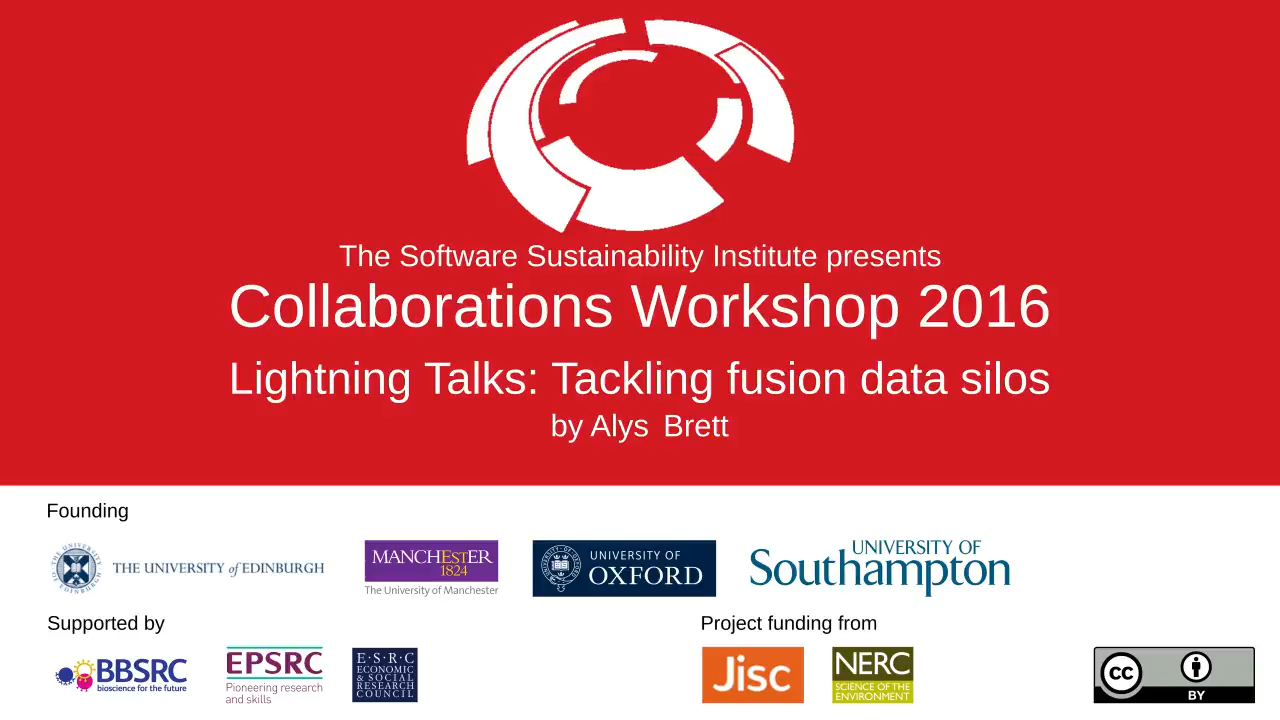 The Software Sustainability Institute presents
Collaborations Workshop 2016
Lightning Talks: Tackling fusion data silos
by Alys Brett
Founding
THE UNIVERSITY of EDINBURGH
MANCHESTER
1824
The University of Manchester
UNIVERSITY OF
OXFORD
UNIVERSITY OF
Southampton
Supported by
Project funding from
BBSRC
bioscience for the future
EPSRC
Pioneering research
and skills
E·S·R·C
ECONOMIC
& SOCIAL
RESEARCH
COUNCIL
Jisc
NERC
SCIENCE OF THE
ENVIRONMENT
CC
BY